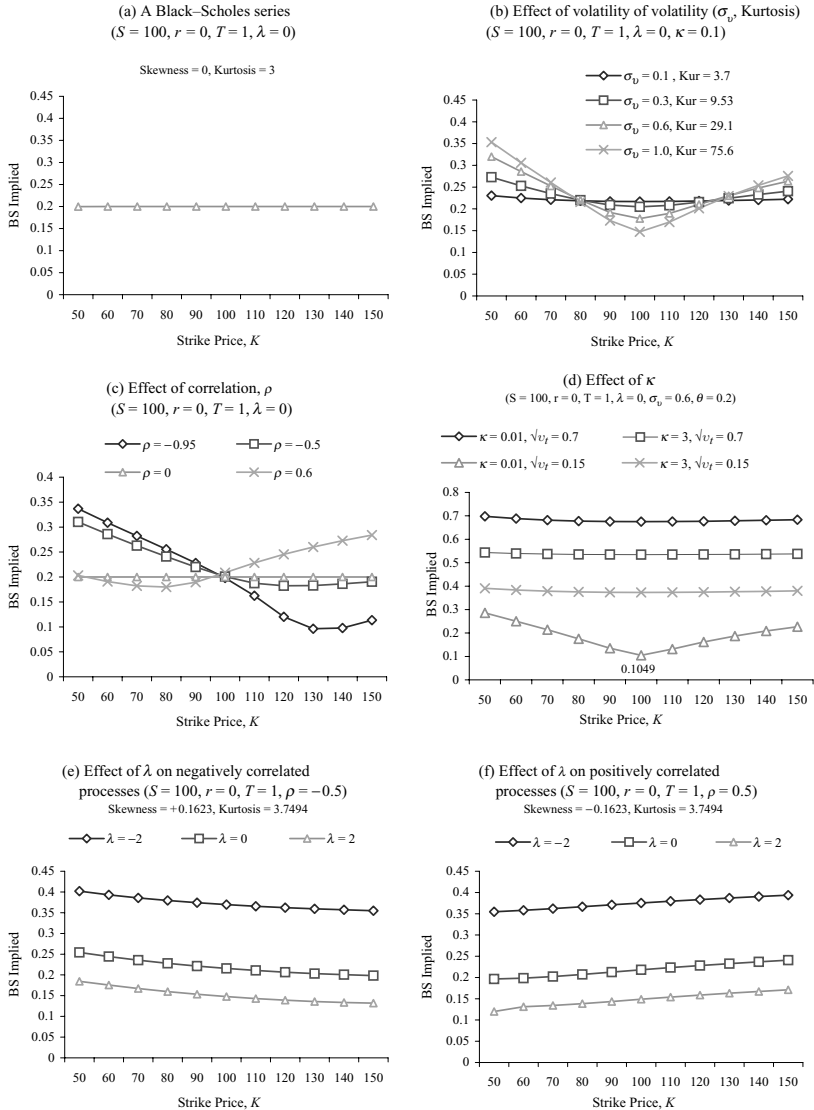 (a) A Black–Scholes series
(S = 100, r = 0, T = 1, λ = 0)
Skewness = 0, Kurtosis = 3
0.45
0.4
0.35
0.3
0.25
0.2
0.15
0.1
0.05
0
BS Implied
50 60 70 80 90 100 110 120 130 140 150
Strike Price, K
(b) Effect of volatility of volatility (συ, Kurtosis)
(S = 100, r = 0, T = 1, λ = 0, κ = 0.1)
συ = 0.1 , Kur = 3.7
συ = 0.3, Kur = 9.53
συ = 0.6, Kur = 29.1
συ = 1.0, Kur = 75.6
0.45
0.4
0.35
0.3
0.25
0.2
0.15
0.1
0.05
0
BS Implied
50 60 70 80 90 100 110 120 130 140 150
Strike Price, K
(c) Effect of correlation, ρ
(S = 100, r = 0, T = 1, λ = 0)
ρ = −0.95 ρ = −0.5
ρ = 0 ρ = 0.6
0.4
0.35
0.3
0.25
0.2
0.15
0.1
0.05
0
BS Implied
50 60 70 80 90 100 110 120 130 140 150
Strike Price, K
(d) Effect of κ
(S = 100, r = 0, T = 1, λ = 0, συ = 0.6, θ = 0.2)
κ = 0.01, √υt = 0.7 κ = 3, √υt = 0.7
κ = 0.01, √υt = 0.15 κ = 3, √υt = 0.15
0.8
0.7
0.6
0.5
0.4
0.3
0.2
0.1
0
BS Implied
0.1049
50 60 70 80 90 100 110 120 130 140 150
Strike Price, K
(e) Effect of λ on negatively correlated
processes (S = 100, r = 0, T = 1, ρ = −0.5)
Skewness = +0.1623, Kurtosis = 3.7494
λ = −2 λ = 0 λ = 2
0.45
0.4
0.35
0.3
0.25
0.2
0.15
0.1
0.05
0
BS Implied
50 60 70 80 90 100 110 120 130 140 150
Strike Price, K
(f) Effect of λ on positively correlated
processes (S = 100, r = 0, T = 1, ρ = 0.5)
Skewness = −0.1623, Kurtosis = 3.7494
λ = −2 λ = 0 λ = 2
0.45
0.4
0.35
0.3
0.25
0.2
0.15
0.1
0.05
0
BS Implied
50 60 70 80 90 100 110 120 130 140 150
Strike Price, K